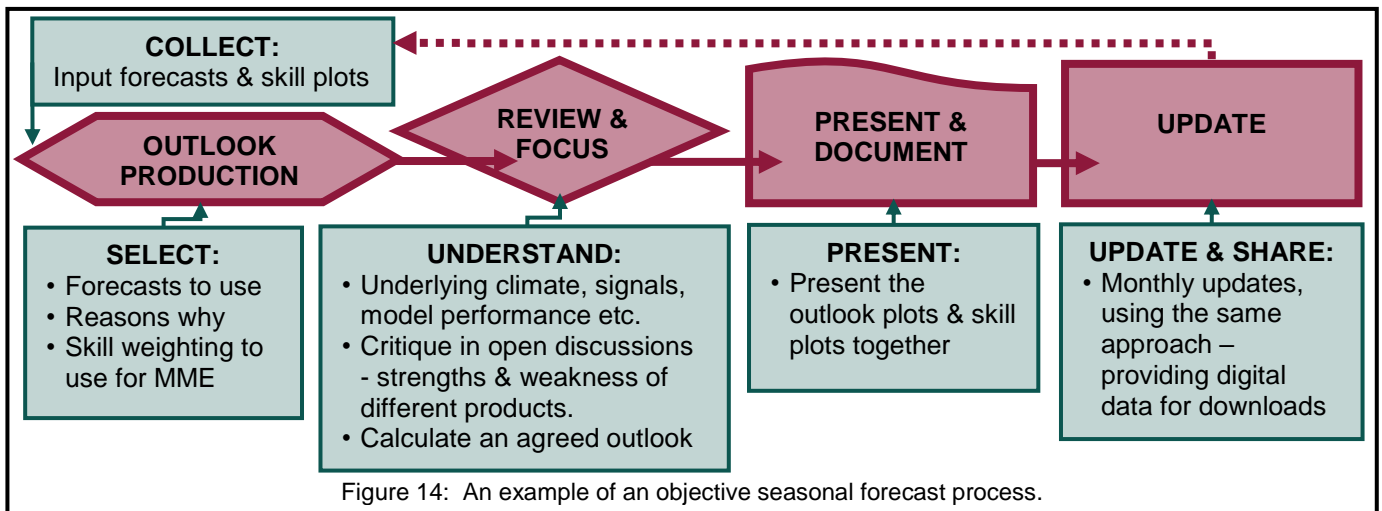 COLLECT:
Input forecasts & skill plots
OUTLOOK
PRODUCTION
REVIEW &
FOCUS
PRESENT &
DOCUMENT
UPDATE
SELECT:
• Forecasts to use
• Reasons why
• Skill weighting to
use for MME
UNDERSTAND:
• Underlying climate, signals,
model performance etc.
• Critique in open discussions
- strengths & weakness of
different products.
• Calculate an agreed outlook
PRESENT:
• Present the
outlook plots & skill
plots together
UPDATE & SHARE:
• Monthly updates,
using the same
approach –
providing digital
data for downloads
Figure 14: An example of an objective seasonal forecast process.